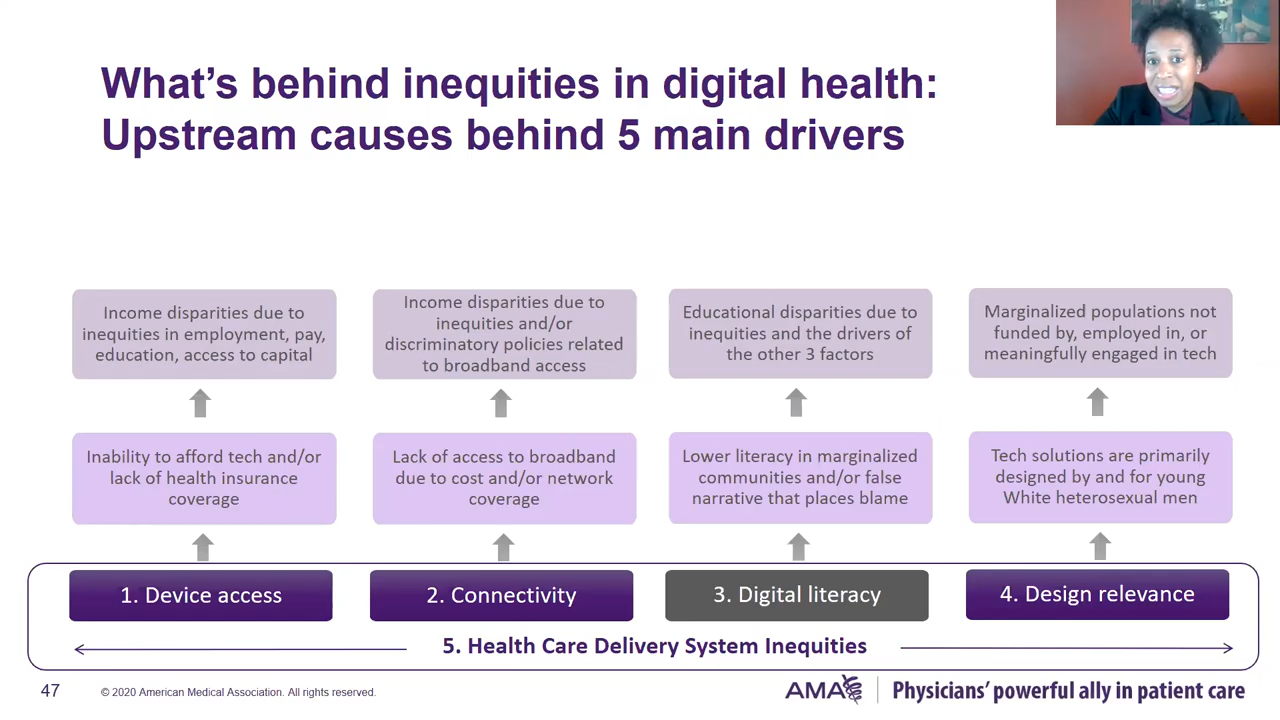 What's behind inequities in digital health:
Upstream causes behind 5 main drivers
Income disparities due to
inequities in employment, pay,
education, access to capital
Income disparities due to
inequities and/or
discriminatory policies related
to broadband access
Educational disparities due to
inequities and the drivers of
the other 3 factors
Marginalized populations not
funded by, employed in, or
meaningfully engaged in tech
Inability to afford tech and/or
lack of health insurance
coverage
Lack of access to broadband
due to cost and/or network
coverage
Lower literacy in marginalized
communities and/or false
narrative that places blame
Tech solutions are primarily
designed by and for young
White heterosexual men
1. Device access
2. Connectivity
3. Digital literacy
4. Design relevance
5. Health Care Delivery System Inequities
47
© 2020 American Medical Association. All rights reserved.
AMA
Physicians' powerful ally in patient care